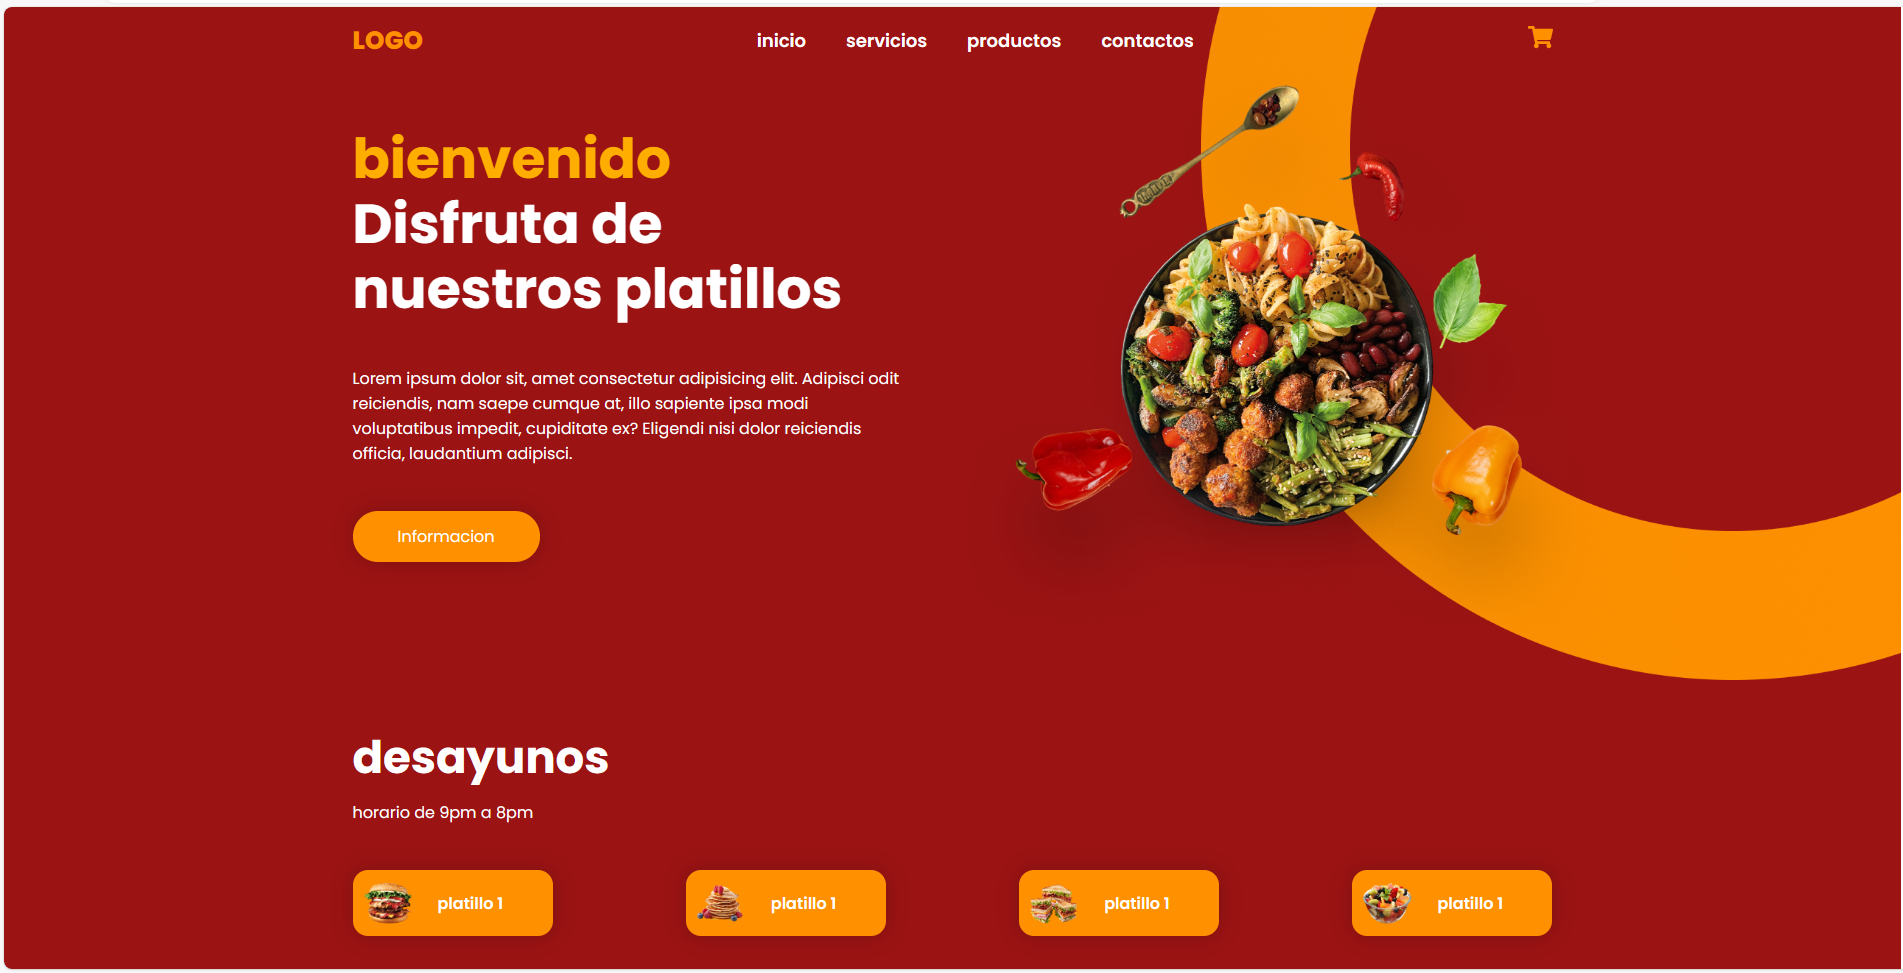 LOGO
inicio servicios productos contactos
bienvenido
Disfruta de
nuestros platillos
Lorem ipsum dolor sit, amet consectetur adipisicing elit. Adipisci odit
reiciendis, nam saepe cumque at, illo sapiente ipsa modi
voluptatibus impedit, cupiditate ex? Eligendi nisi dolor reiciendis
officia, laudantium adipisci.
Informacion
desayunos
horario de 9pm a 8pm
platillo 1
platillo 1
platillo 1
platillo 1